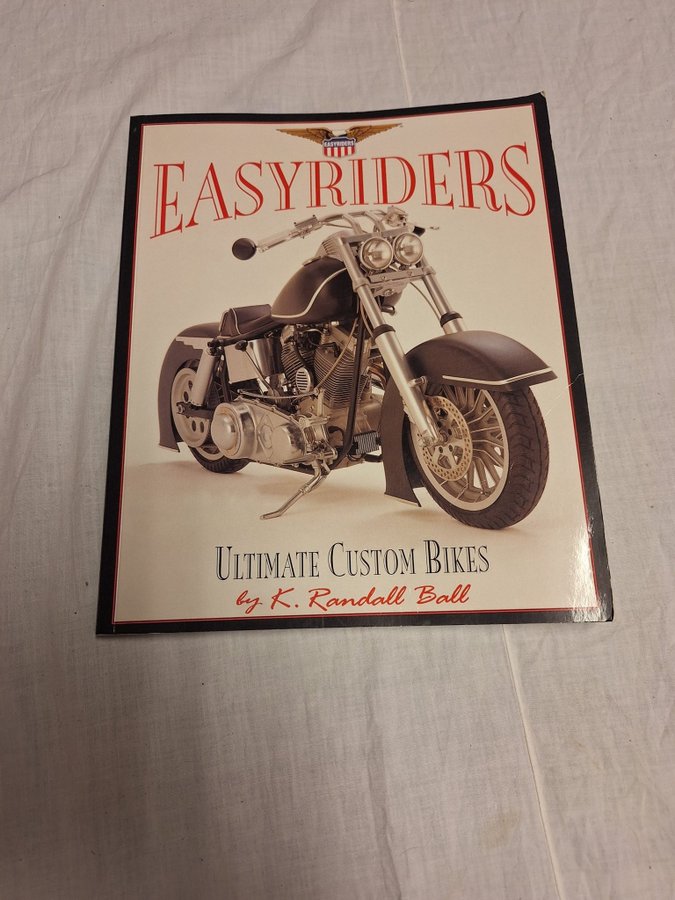 EASYRIDERS
EASYRIDERS
ULTIMATE CUSTOM BIKES
by K. Randall Ball